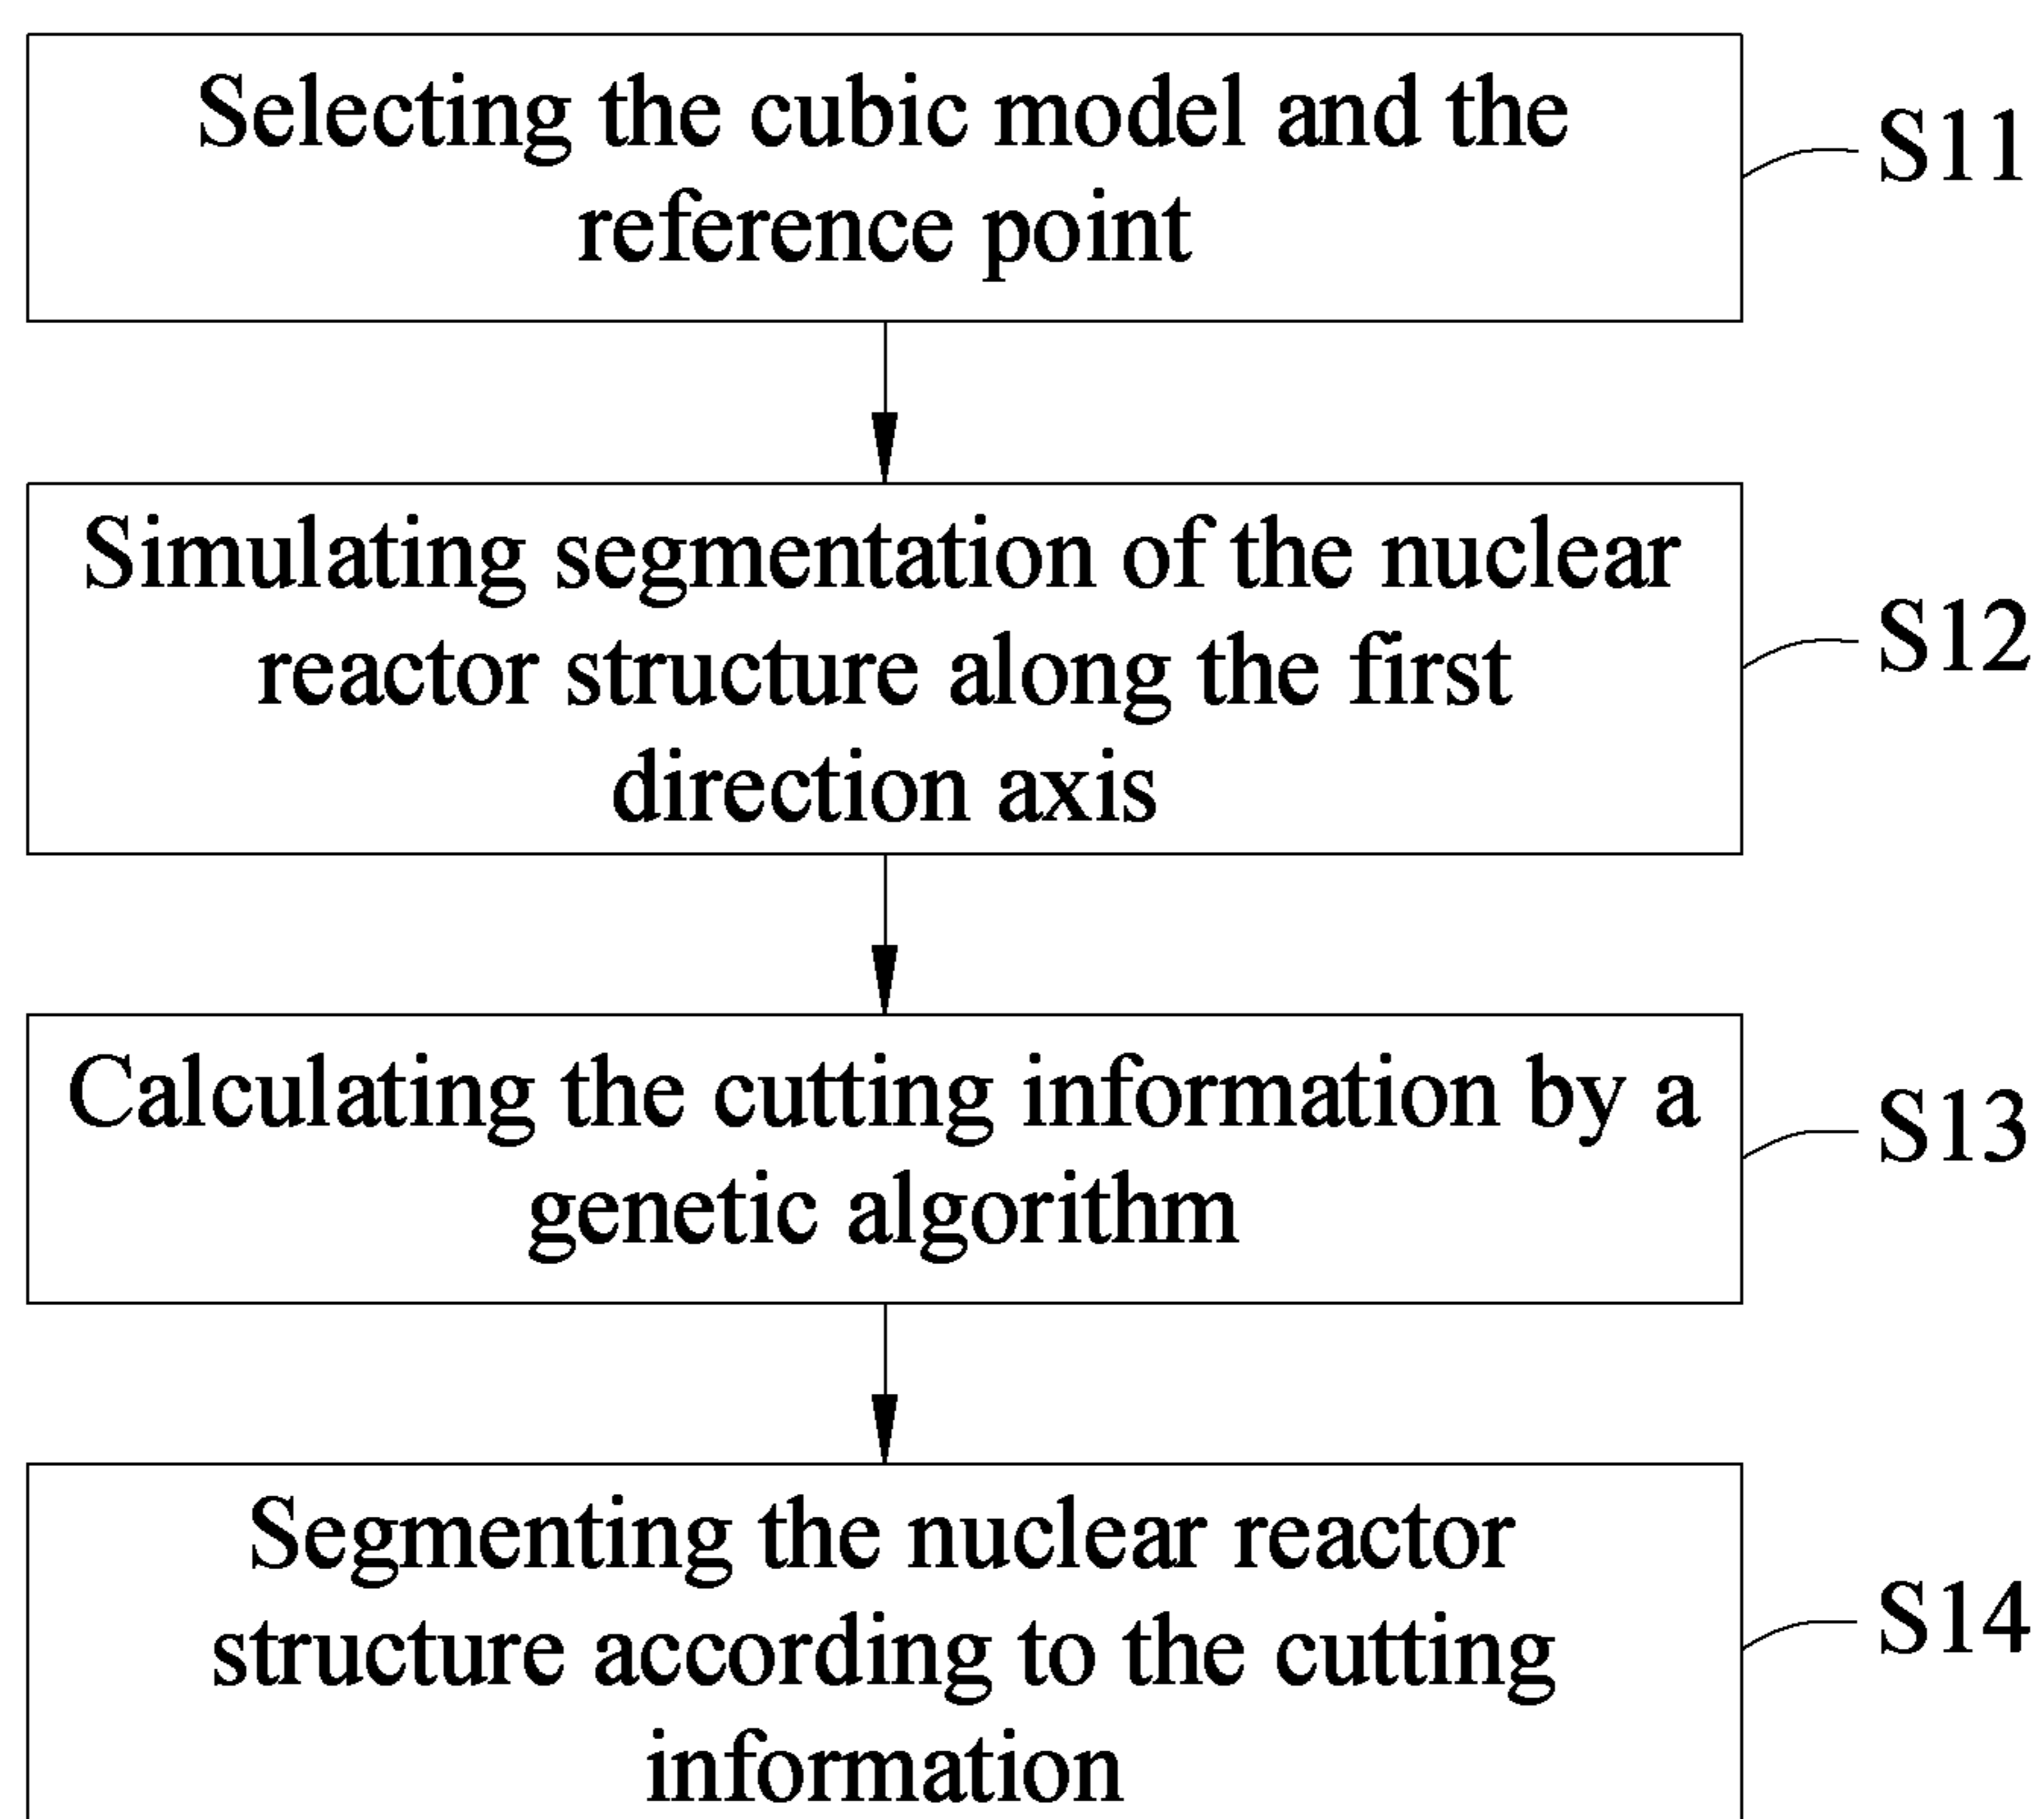 Selecting the cubic model and the
reference point
S11
Simulating segmentation of the nuclear
reactor structure along the first
direction axis
S12
Calculating the cutting information by a
genetic algorithm
S13
Segmenting the nuclear reactor
structure according to the cutting
information
S14